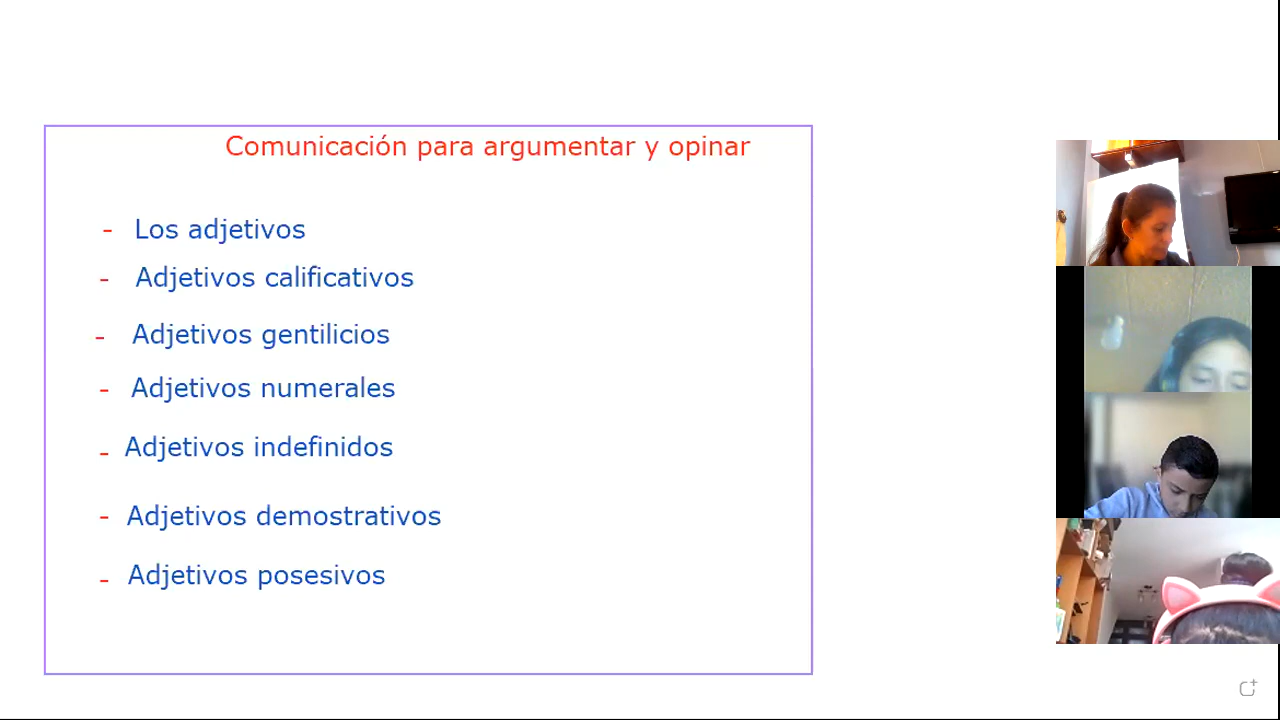 Comunicación para argumentar y opinar
- Los adjetivos
- Adjetivos calificativos
- Adjetivos gentilicios
- Adjetivos numerales
- Adjetivos indefinidos
- Adjetivos demostrativos
- Adjetivos posesivos